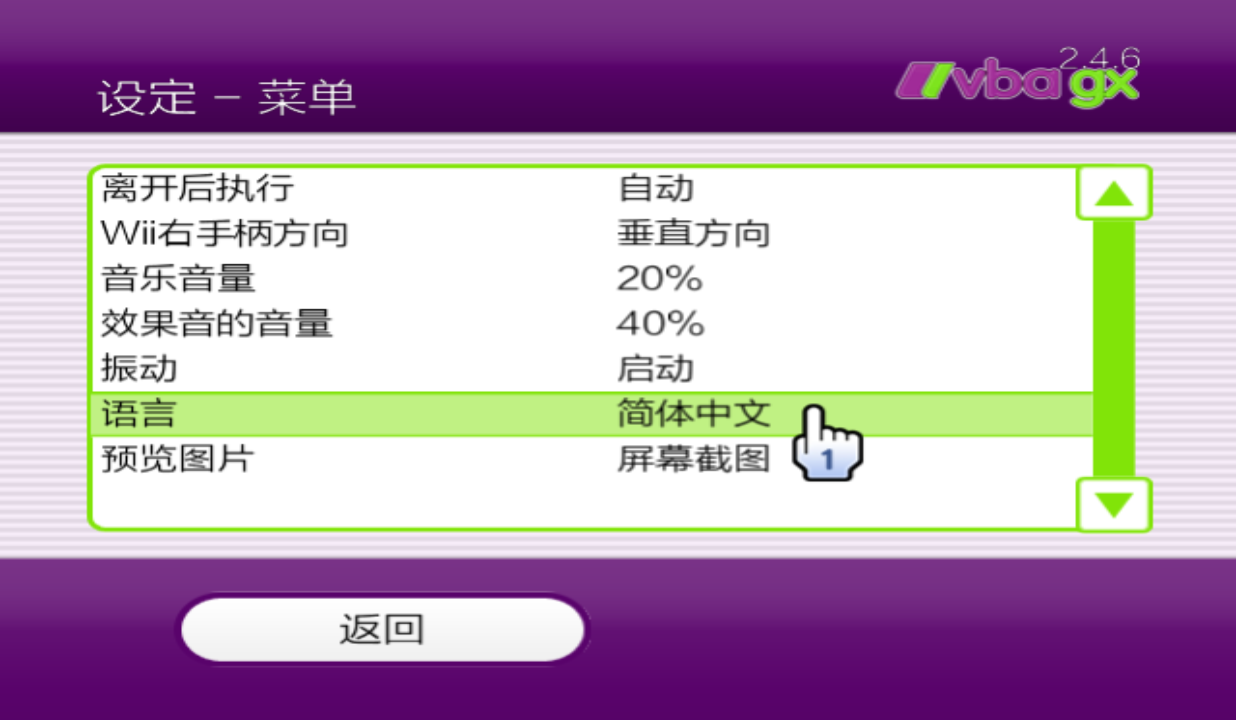 2.4.6
设定 - 菜单
vba gx
离开后执行 自动
Wii右手柄方向 垂直方向
音乐音量 20%
效果音的音量 40%
振动 启动
语言 简体中文
预览图片 屏幕截图
1
返回